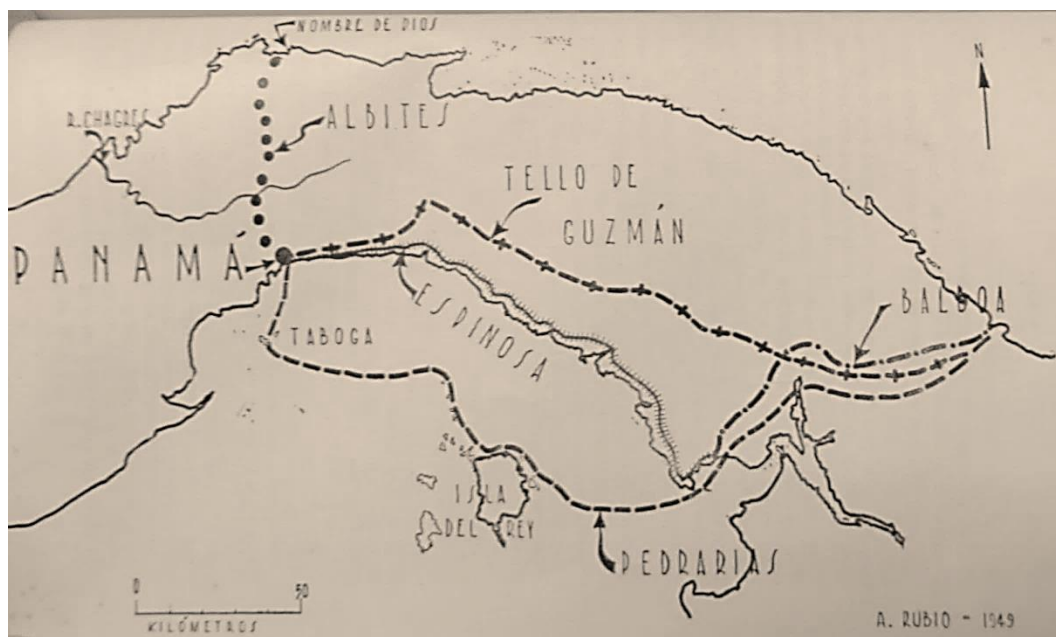 NOMBRE DE DIOS
N
R. CHAGRES
ALBITES
TELLO DE
GUZMÁN
PANAMÁ
ESPINOSA
BALBOA
TABOGA
ISLA
DEL REY
PEDRARIAS
0 50
KILÓMETROS
A. RUBIO - 1949